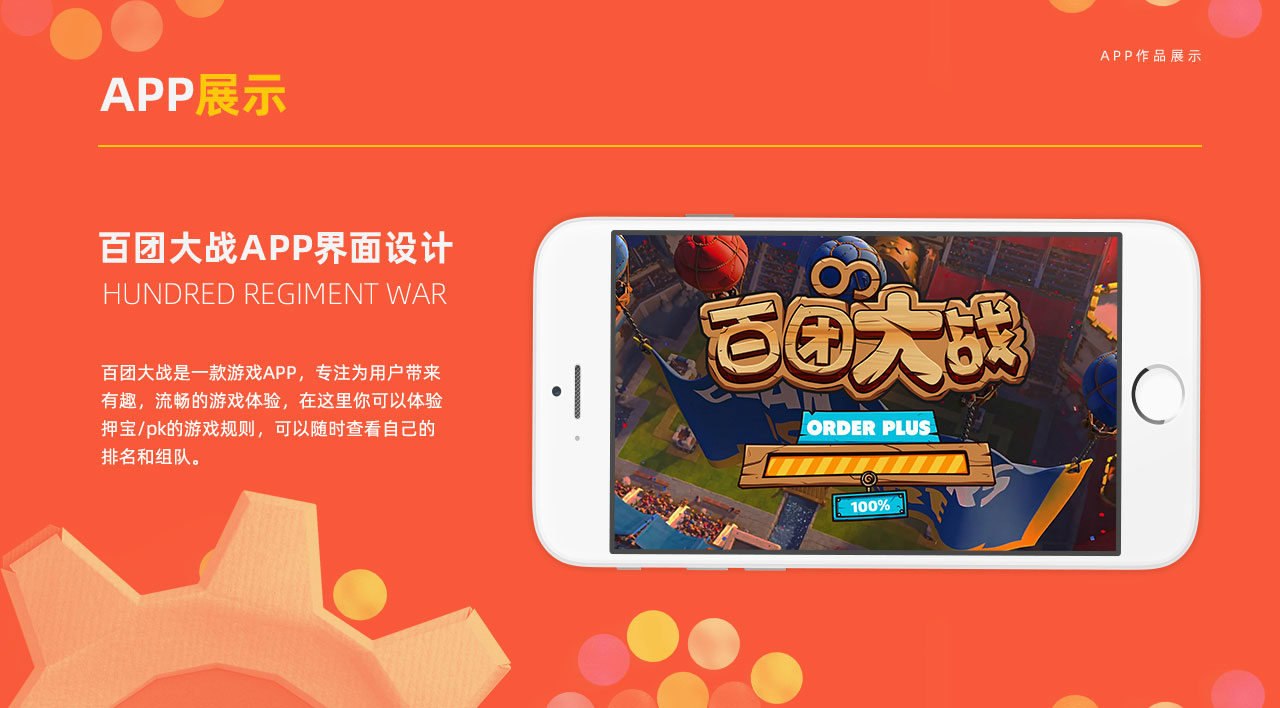 APP作品展示
APP展示
百团大战APP界面设计
HUNDRED REGIMENT WAR
百团大战是一款游戏APP，专注为用户带来
有趣，流畅的游戏体验，在这里你可以体验
押宝/pk的游戏规则，可以随时查看自己的
排名和组队。
百团大战
ORDER PLUS
100%